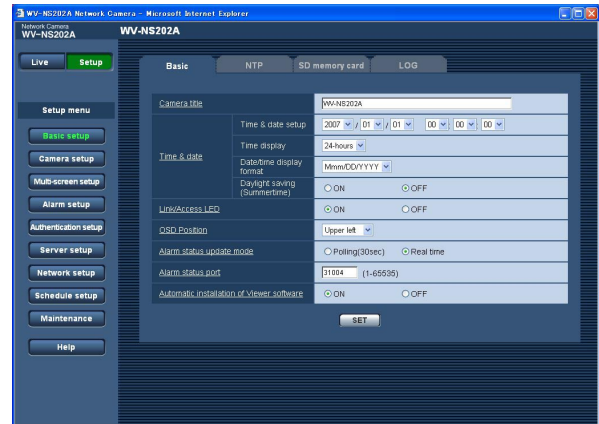 WV-NS202A Network Camera - Microsoft Internet Explorer
Network Camera
WV-NS202A
WV-NS202A
Live Setup
Basic NTP SD memory card LOG
Setup menu
Basic setup
Camera setup
Multi-screen setup
Alarm setup
Authentication setup
Server setup
Network setup
Schedule setup
Maintenance
Help
Camera title WV-NS202A
Time & date
Time & date setup 2007 / 01 / 01 00 : 00 : 00
Time display 24-hours
Date/time display format Mmm/DD/YYYY
Daylight saving (Summertime) ON OFF
Link/Access LED ON OFF
OSD Position Upper left
Alarm status update mode Polling(30sec) Real time
Alarm status port 31004 (1-65535)
Automatic installation of Viewer software ON OFF
SET